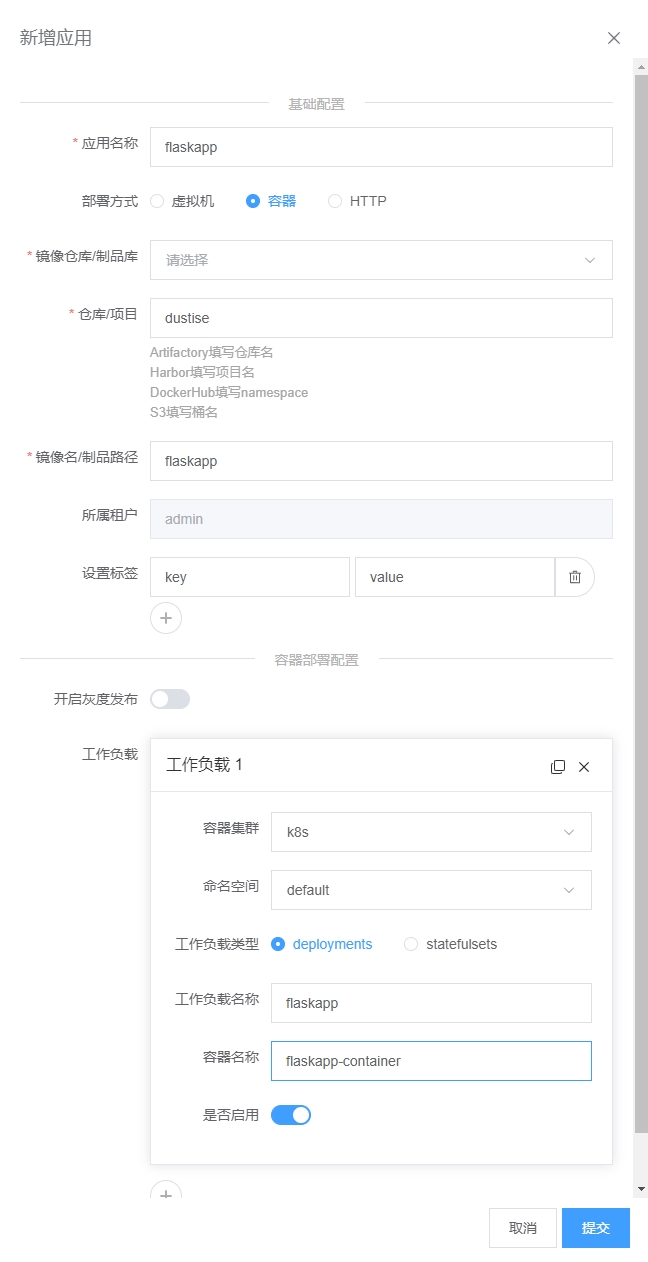 新增应用
基础配置
* 应用名称 flaskapp
部署方式 虚拟机 容器 HTTP
* 镜像仓库/制品库 请选择
* 仓库/项目 dustise
Artifactory填写仓库名
Harbor填写项目名
DockerHub填写namespace
S3填写桶名
* 镜像名/制品路径 flaskapp
所属租户 admin
设置标签 key value
容器部署配置
开启灰度发布
工作负载 工作负载 1
容器集群 k8s
命名空间 default
工作负载类型 deployments statefulsets
工作负载名称 flaskapp
容器名称 flaskapp-container
是否启用
取消 提交